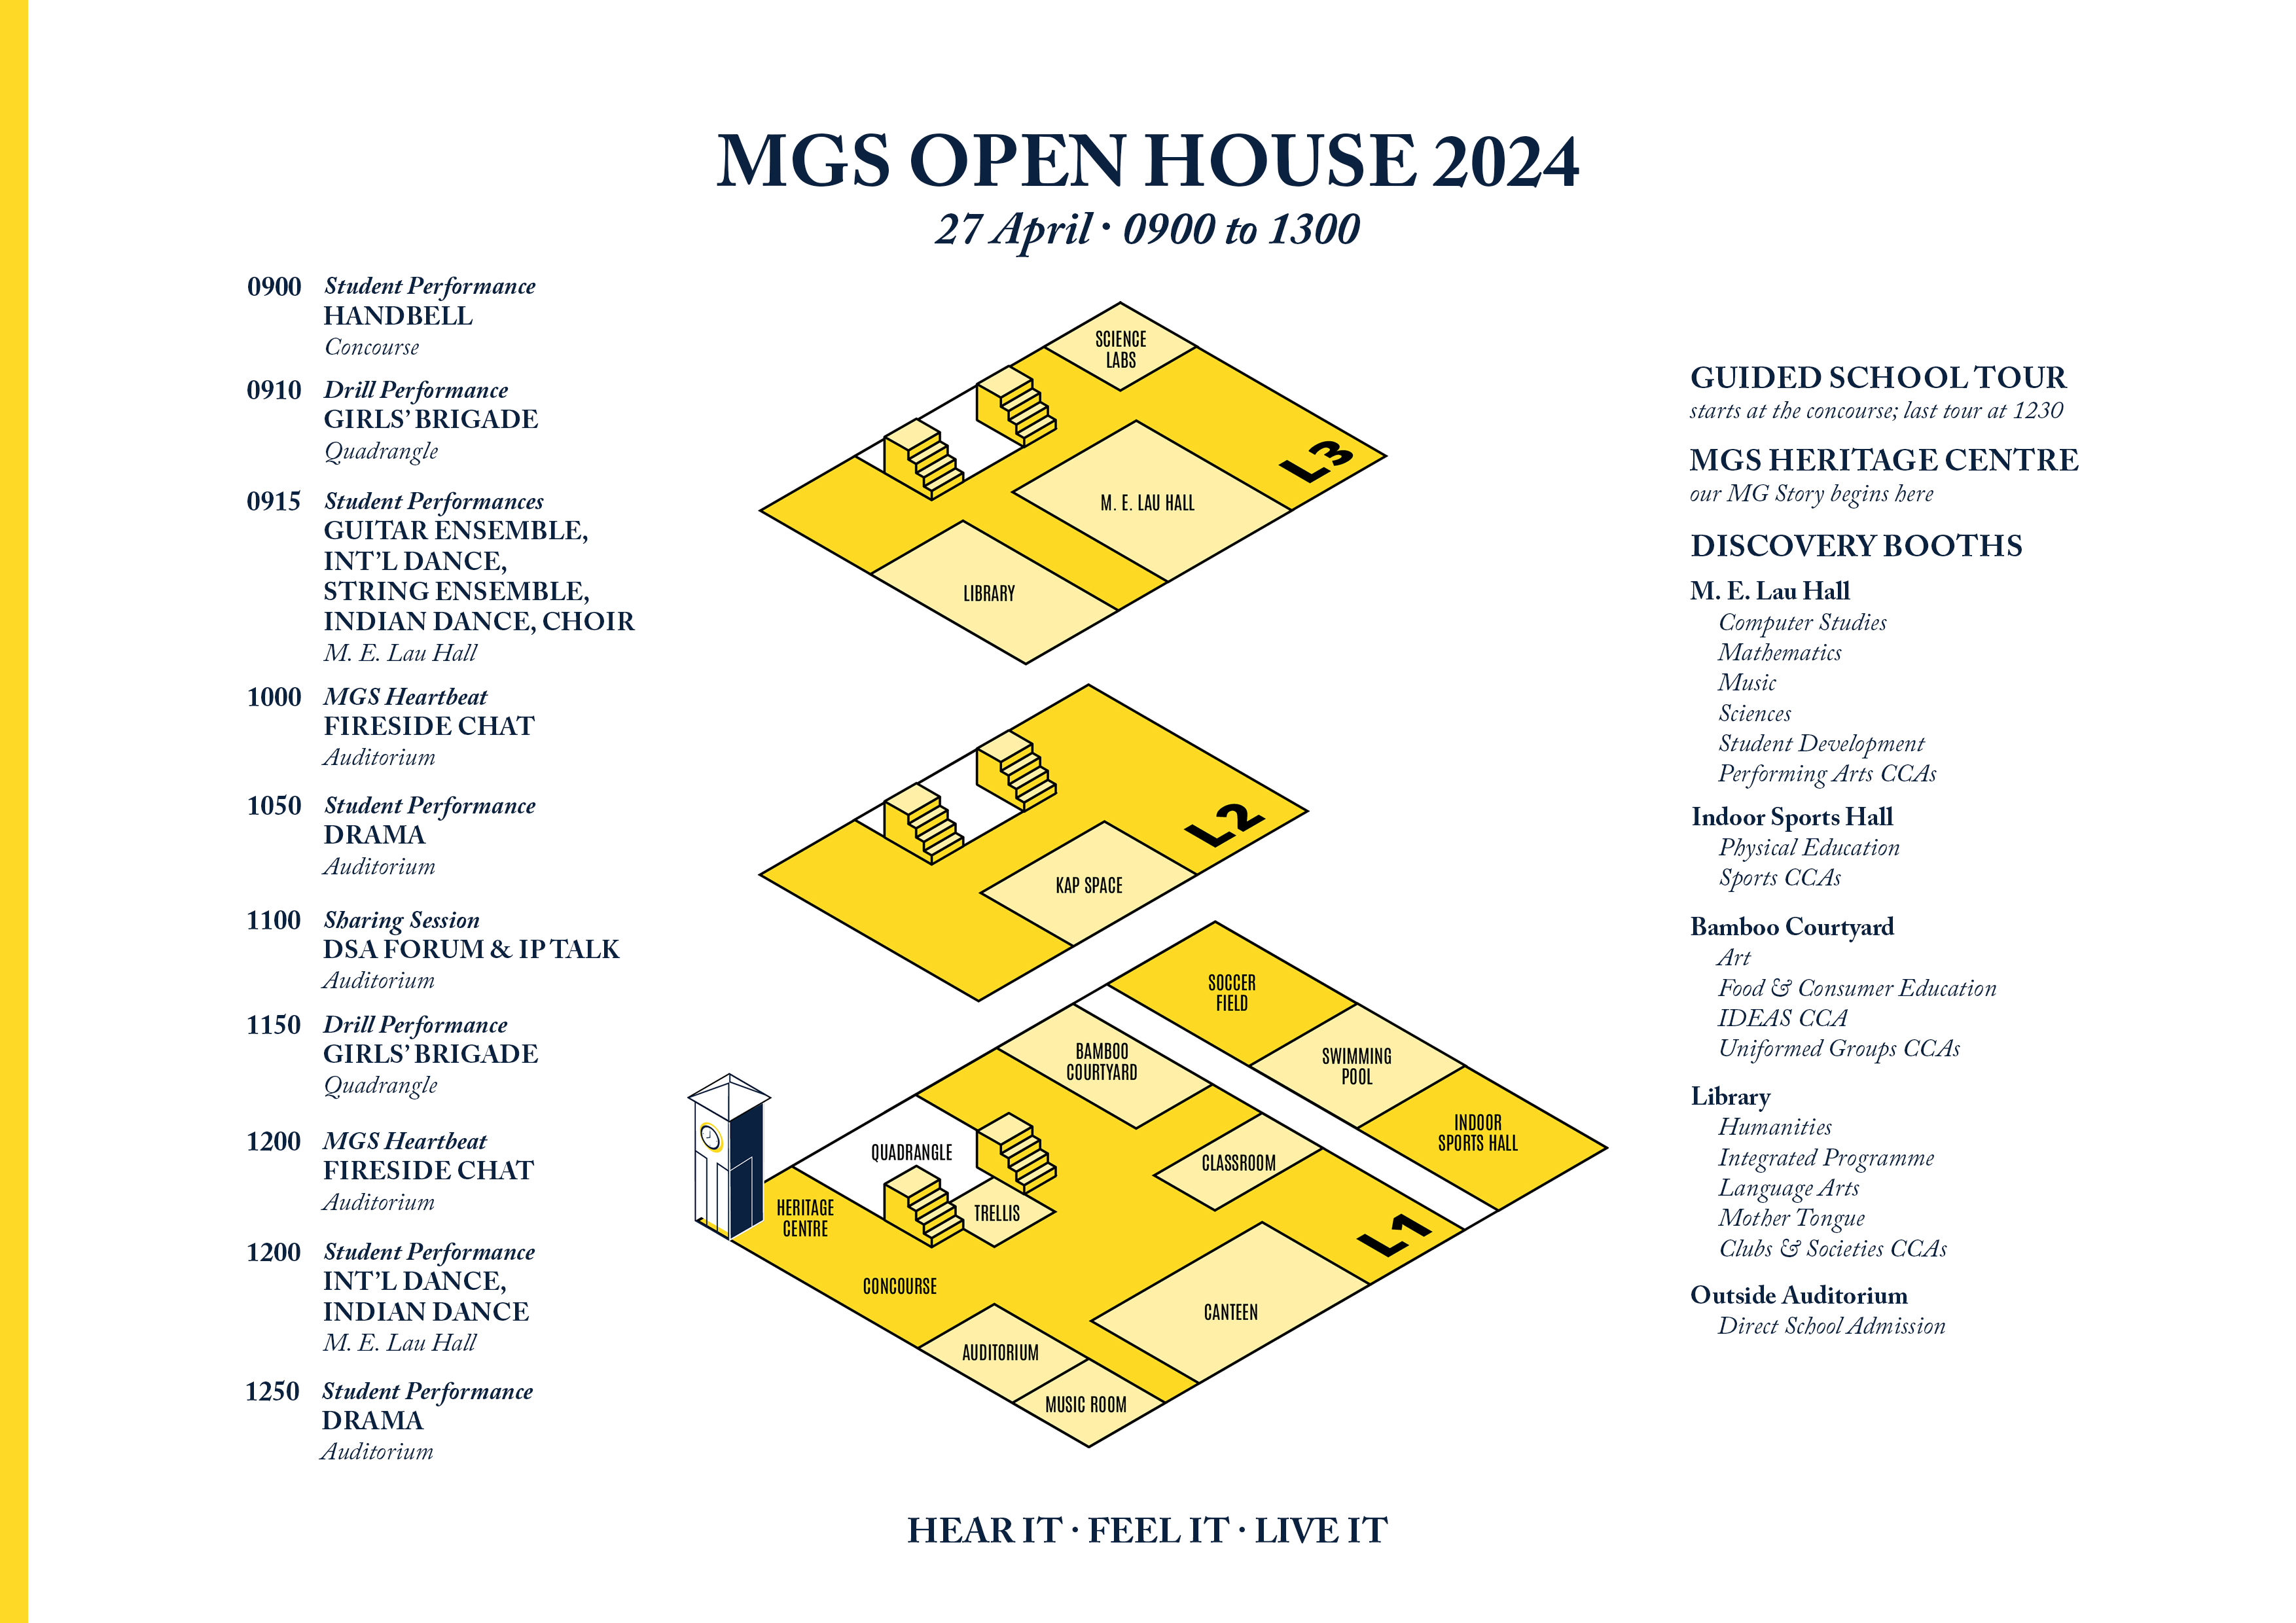 MGS OPEN HOUSE 2024
27 April · 0900 to 1300
0900 Student Performance
HANDBELL
Concourse
0910 Drill Performance
GIRLS’ BRIGADE
Quadrangle
0915 Student Performances
GUITAR ENSEMBLE,
INT’L DANCE,
STRING ENSEMBLE,
INDIAN DANCE, CHOIR
M. E. Lau Hall
1000 MGS Heartbeat
FIRESIDE CHAT
Auditorium
1050 Student Performance
DRAMA
Auditorium
1100 Sharing Session
DSA FORUM & IP TALK
Auditorium
1150 Drill Performance
GIRLS’ BRIGADE
Quadrangle
1200 MGS Heartbeat
FIRESIDE CHAT
Auditorium
1200 Student Performance
INT’L DANCE,
INDIAN DANCE
M. E. Lau Hall
1250 Student Performance
DRAMA
Auditorium
SCIENCE
LABS
L3
M. E. LAU HALL
LIBRARY
L2
KAP SPACE
SOCCER
FIELD
SWIMMING
POOL
INDOOR
SPORTS HALL
BAMBOO
COURTYARD
QUADRANGLE
CLASSROOM
HERITAGE
CENTRE
TRELLIS
L1
CONCOURSE
CANTEEN
AUDITORIUM
MUSIC ROOM
GUIDED SCHOOL TOUR
starts at the concourse; last tour at 1230
MGS HERITAGE CENTRE
our MG Story begins here
DISCOVERY BOOTHS
M. E. Lau Hall
Computer Studies
Mathematics
Music
Sciences
Student Development
Performing Arts CCAs
Indoor Sports Hall
Physical Education
Sports CCAs
Bamboo Courtyard
Art
Food & Consumer Education
IDEAS CCA
Uniformed Groups CCAs
Library
Humanities
Integrated Programme
Language Arts
Mother Tongue
Clubs & Societies CCAs
Outside Auditorium
Direct School Admission
HEAR IT · FEEL IT · LIVE IT